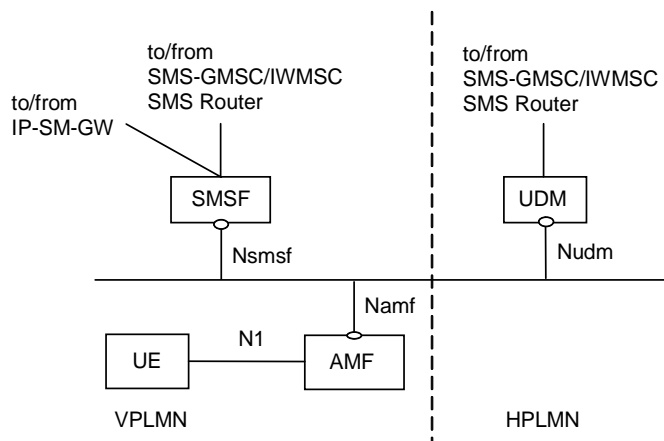 to/from
SMS-GMSC/IWMSC
SMS Router
to/from
SMS-GMSC/IWMSC
SMS Router
to/from
IP-SM-GW
SMSF
UDM
Nsmsf
Nudm
Namf
N1
UE
AMF
VPLMN
HPLMN